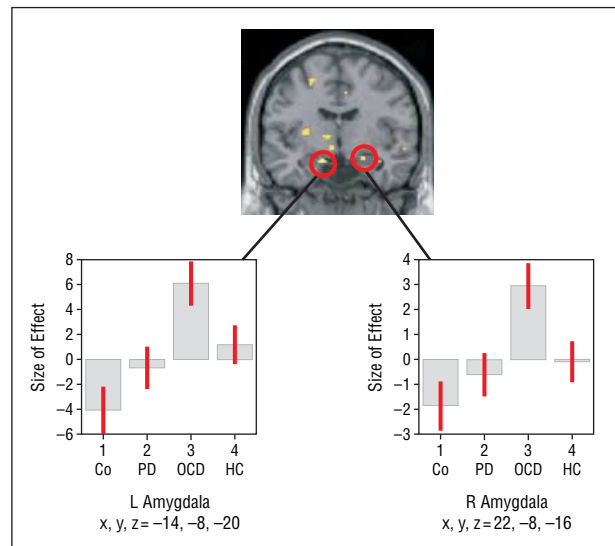 8
6
4
2
0
−2
−4
−6
Size of Effect
1 2 3 4
Co PD OCD HC
L Amygdala
x, y, z= −14, −8, −20
4
3
2
1
0
−1
−2
−3
Size of Effect
1 2 3 4
Co PD OCD HC
R Amygdala
x, y, z=22, −8, −16